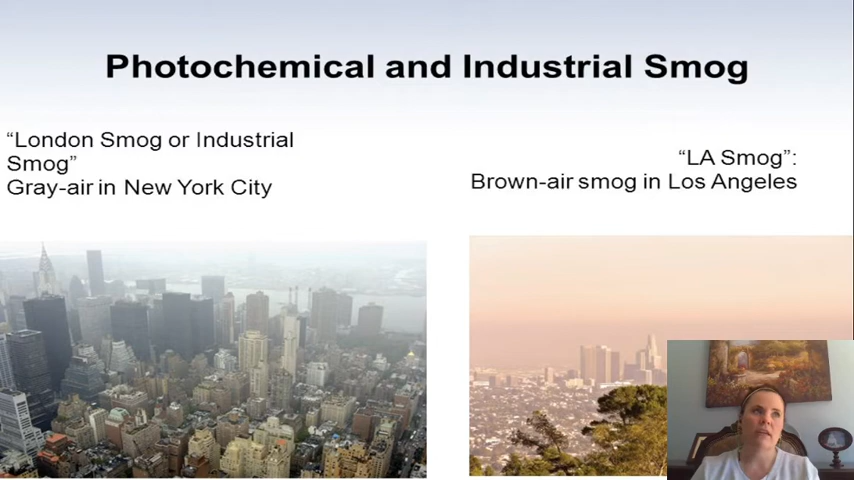 Photochemical and Industrial Smog
“London Smog or Industrial
Smog”
Gray-air in New York City
“LA Smog”:
Brown-air smog in Los Angeles